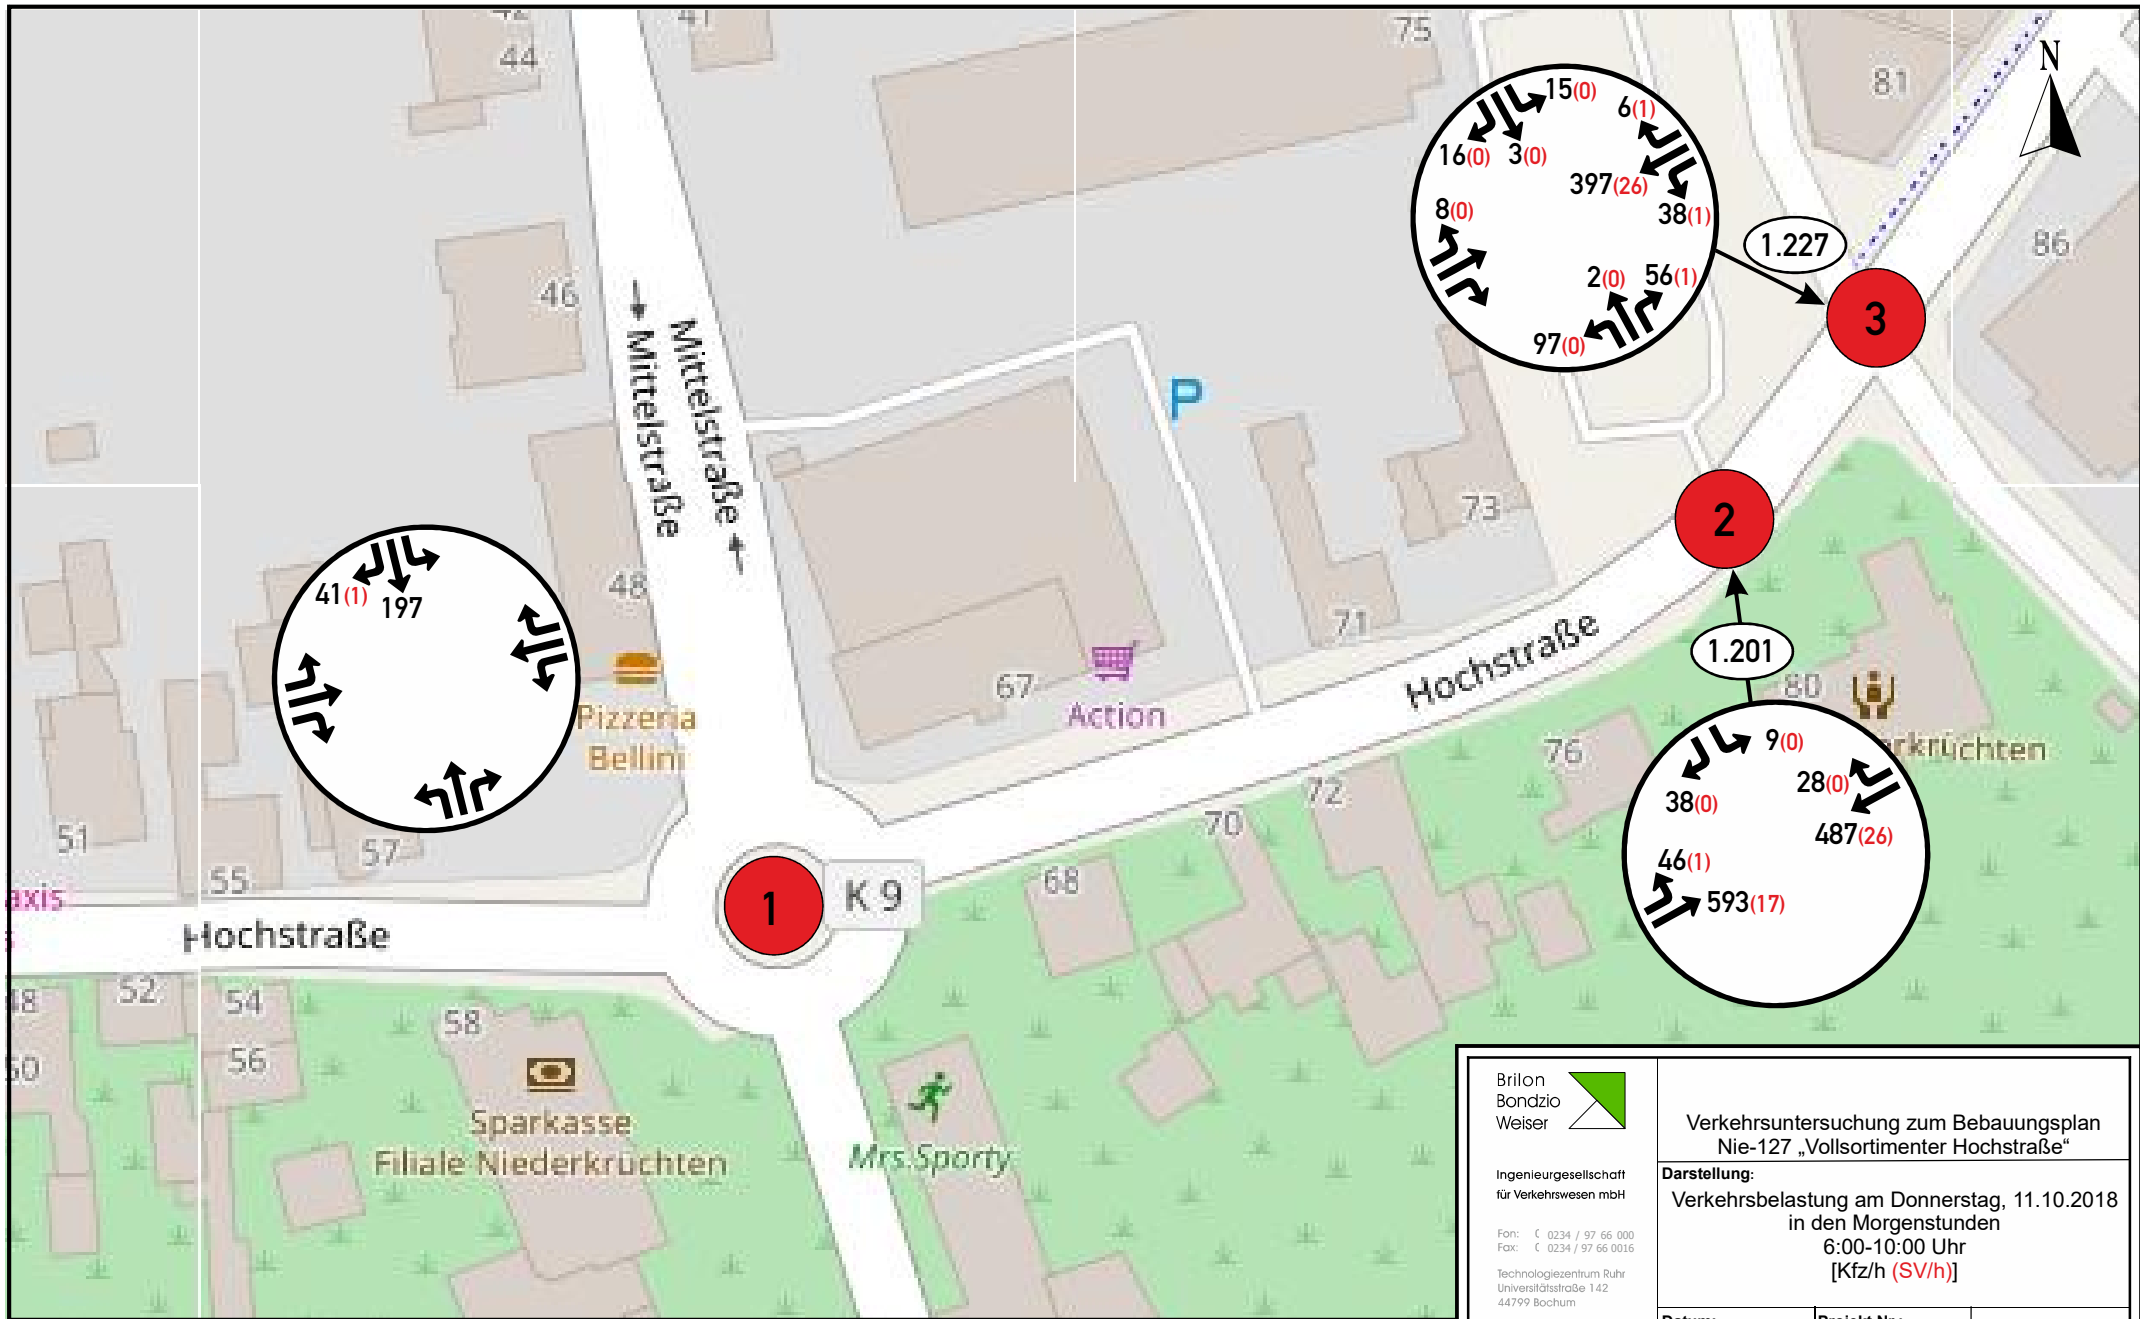 42
44
41
75
81
N
15(0)
6(1)
16(0)
3(0)
397(26)
8(0)
38(1)
2(0)
56(1)
97(0)
1.227
86
3
46
Mittelstraße
Mittelstraße
P
73
2
41(1)
197
48
71
Hochstraße
1.201
67
Action
Pizzeria
Bellini
76
80
erkrüchten
9(0)
28(0)
38(0)
487(26)
46(1)
593(17)
51
55
57
70
72
68
axis
1
K 9
Hochstraße
48
52
54
50
56
58
Sparkasse
Filiale Niederkrüchten
Mrs.Sporty
Brilon
Bondzio
Weiser
Ingenieurgesellschaft
für Verkehrswesen mbH
Fon: ( 0234 / 97 66 000
Fax: ( 0234 / 97 66 0016
Technologiezentrum Ruhr
Universitätsstraße 142
44799 Bochum
Verkehrsuntersuchung zum Bebauungsplan
Nie-127 „Vollsortimenter Hochstraße“
Darstellung:
Verkehrsbelastung am Donnerstag, 11.10.2018
in den Morgenstunden
6:00-10:00 Uhr
[Kfz/h (SV/h)]
Datum:
Projekt Nr.: